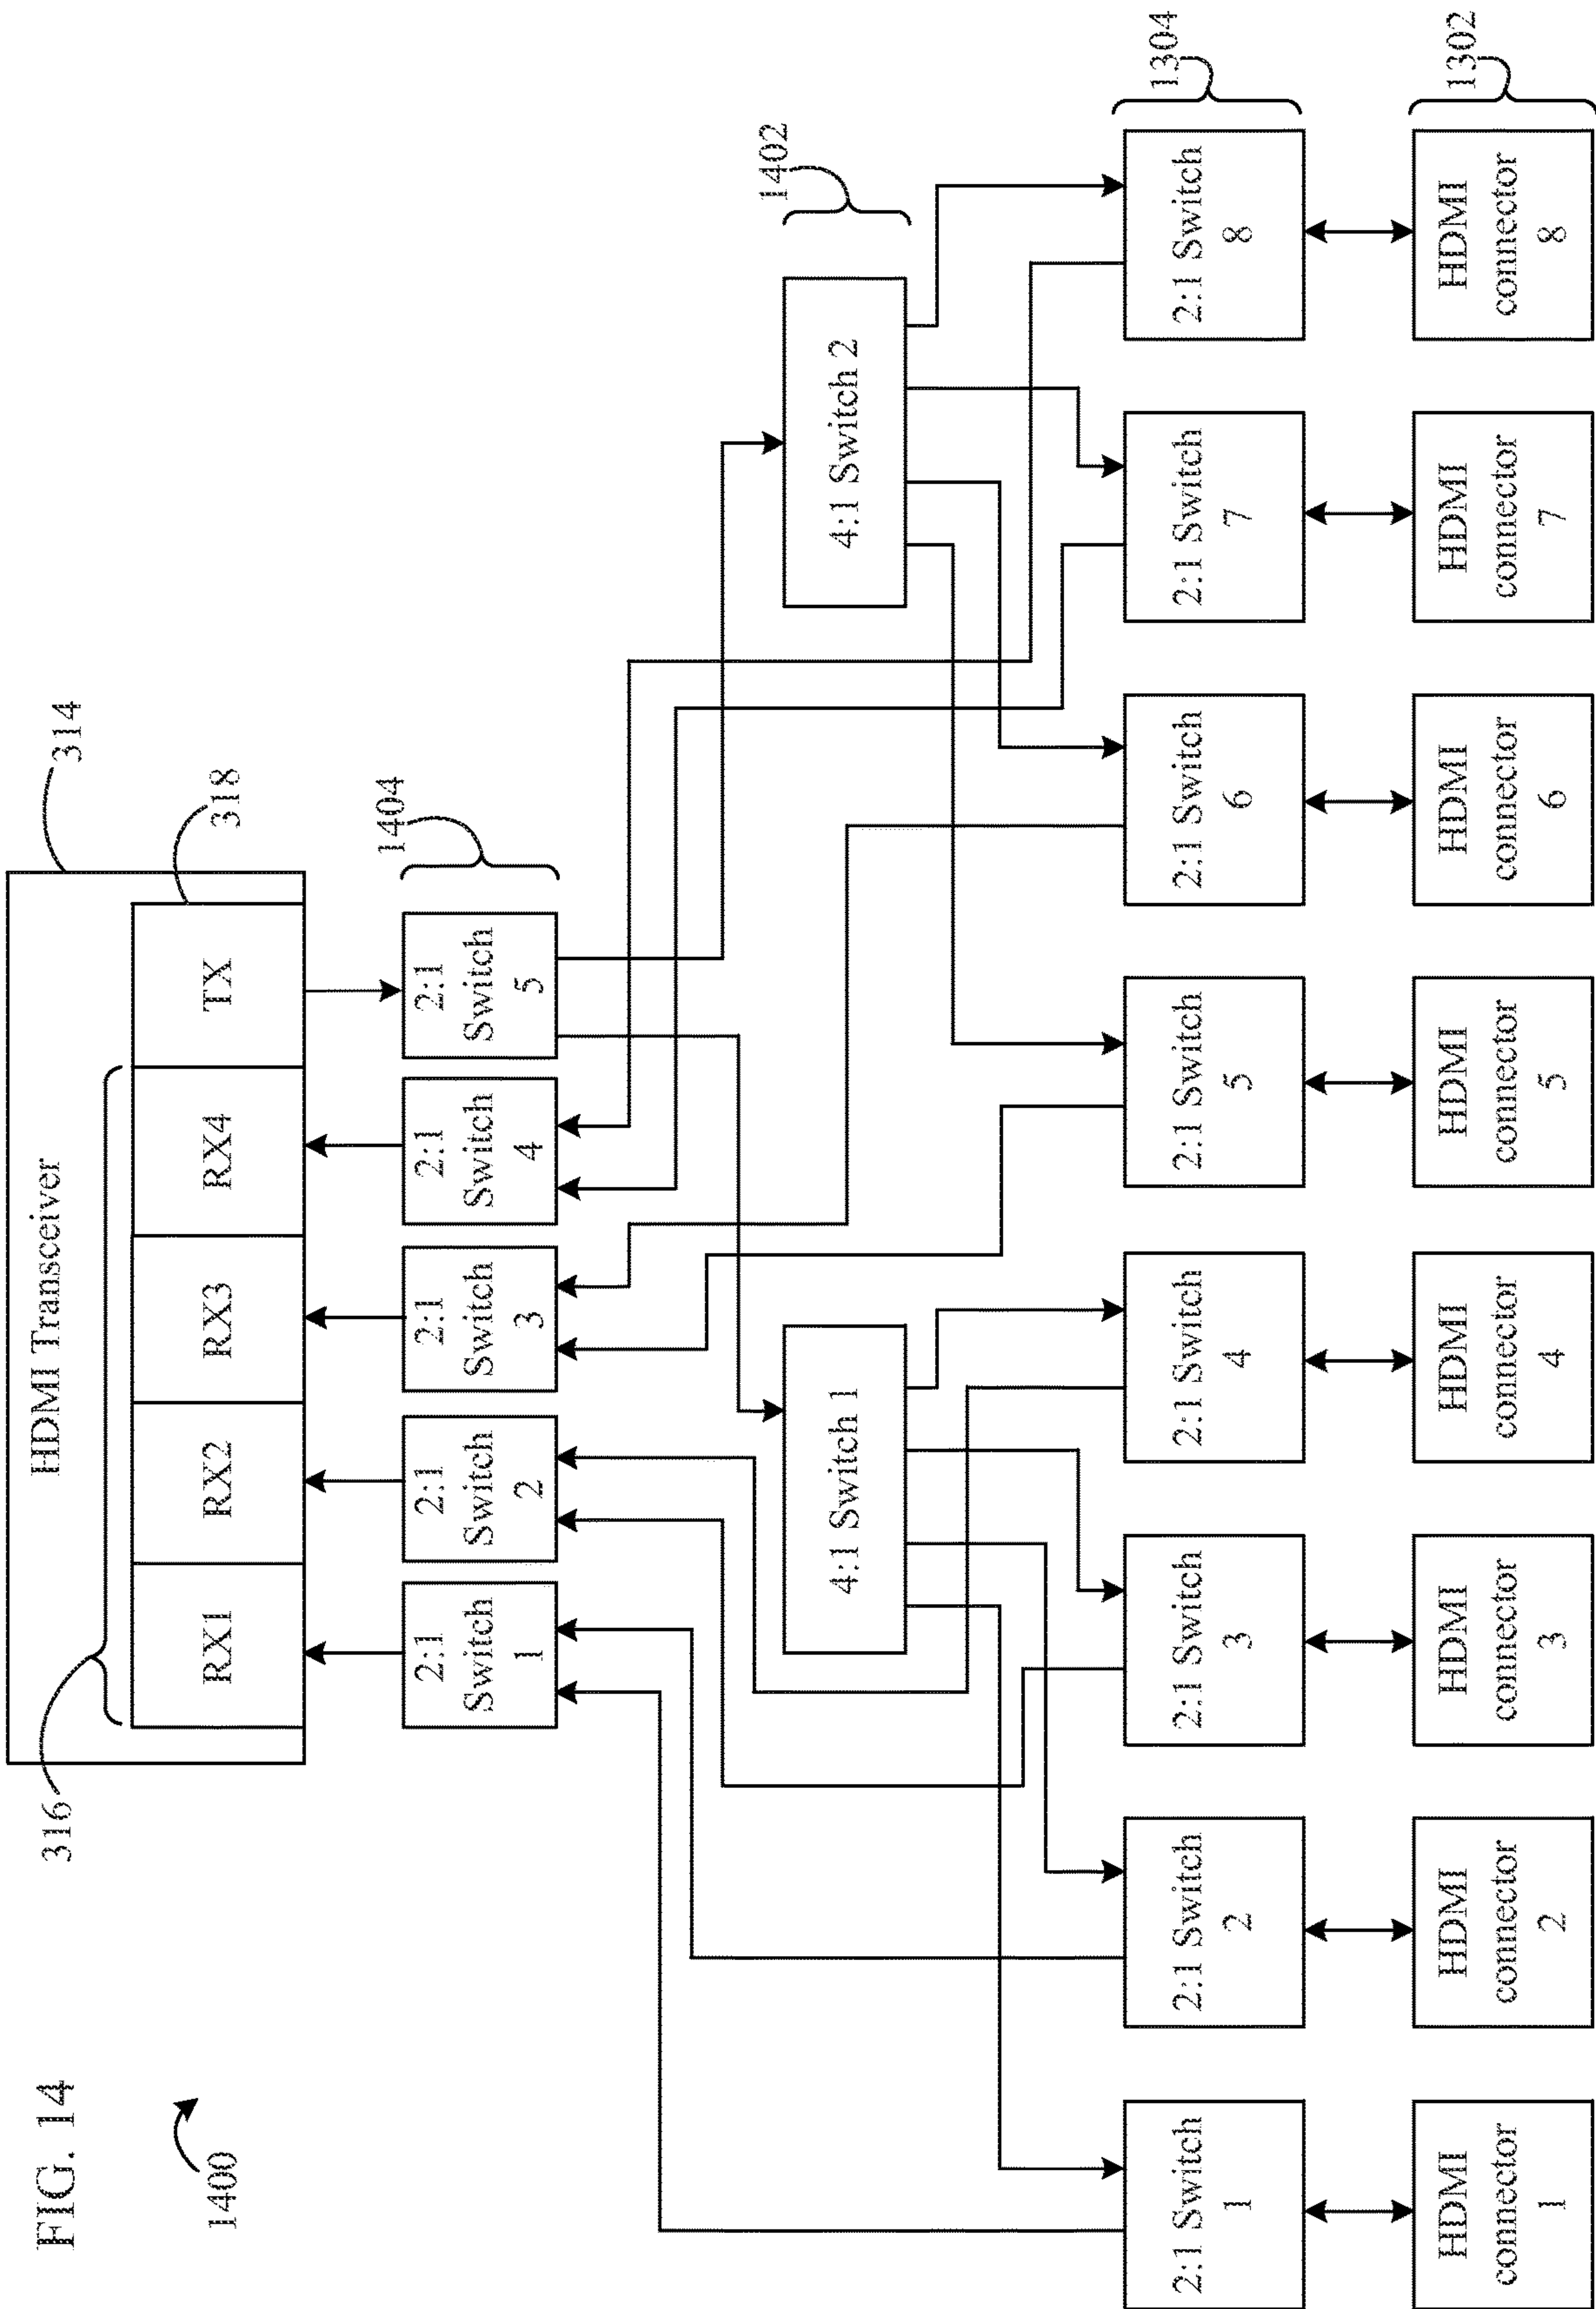 FIG. 14
1400
HDMI Transceiver
314
316
318
RX1
RX2
RX3
RX4
TX
1404
2:1
Switch
1
2:1
Switch
2
2:1
Switch
3
2:1
Switch
4
2:1
Switch
5
1402
4:1 Switch 1
4:1 Switch 2
1304
2:1 Switch
1
2:1 Switch
2
2:1 Switch
3
2:1 Switch
4
2:1 Switch
5
2:1 Switch
6
2:1 Switch
7
2:1 Switch
8
1302
HDMI
connector
1
HDMI
connector
2
HDMI
connector
3
HDMI
connector
4
HDMI
connector
5
HDMI
connector
6
HDMI
connector
7
HDMI
connector
8